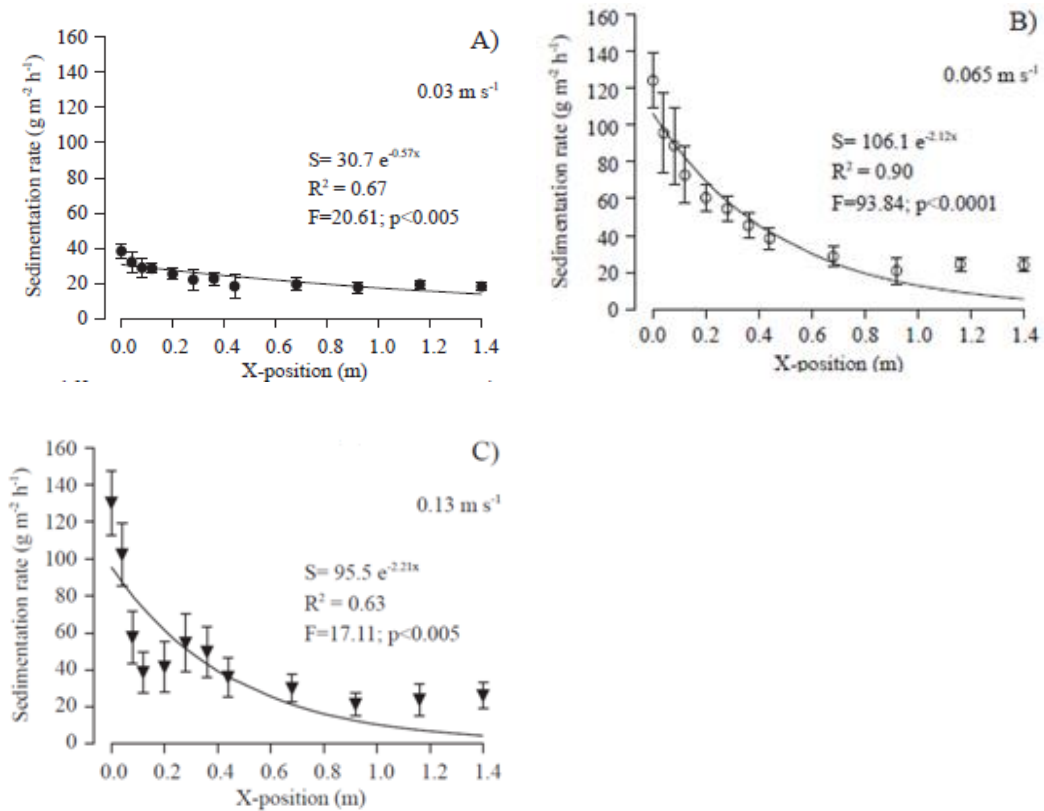 A)
0.03 m s⁻¹
S= 30.7 e⁻⁰·⁵⁷ˣ
R² = 0.67
F=20.61; p<0.005
Sedimentation rate (g m⁻² h⁻¹)
160
140
120
100
80
60
40
20
0
0.0 0.2 0.4 0.6 0.8 1.0 1.2 1.4
X-position (m)
B)
0.065 m s⁻¹
S= 106.1 e⁻²·¹²ˣ
R² = 0.90
F=93.84; p<0.0001
Sedimentation rate (g m⁻² h⁻¹)
160
140
120
100
80
60
40
20
0
0.0 0.2 0.4 0.6 0.8 1.0 1.2 1.4
X-position (m)
C)
0.13 m s⁻¹
S= 95.5 e⁻²·²¹ˣ
R² = 0.63
F=17.11; p<0.005
Sedimentation rate (g m⁻² h⁻¹)
160
140
120
100
80
60
40
20
0
0.0 0.2 0.4 0.6 0.8 1.0 1.2 1.4
X-position (m)